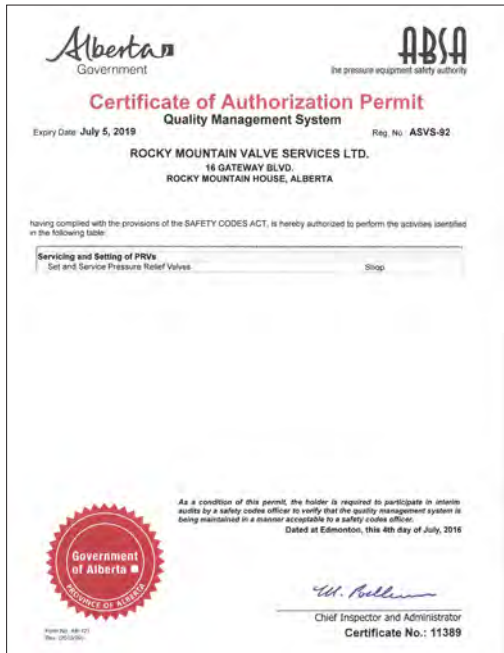 Alberta
Government
ABSA
the pressure equipment safety authority
Certificate of Authorization Permit
Quality Management System
Expiry Date: July 5, 2019
Reg. No.: ASVS-92
ROCKY MOUNTAIN VALVE SERVICES LTD.
16 GATEWAY BLVD.
ROCKY MOUNTAIN HOUSE, ALBERTA
having complied with the provisions of the SAFETY CODES ACT, is hereby authorized to perform the activities identified
in the following table:
Servicing and Setting of PRVs
Set and Service Pressure Relief Valves Shop
As a condition of this permit, the holder is required to participate in interim
audits by a safety codes officer to verify that the quality management system is
being maintained in a manner acceptable to a safety codes officer.
Dated at Edmonton, this 4th day of July, 2016
Government
of Alberta
PROVINCE OF ALBERTA
Chief Inspector and Administrator
Certificate No.: 11389
Form No. AB-121